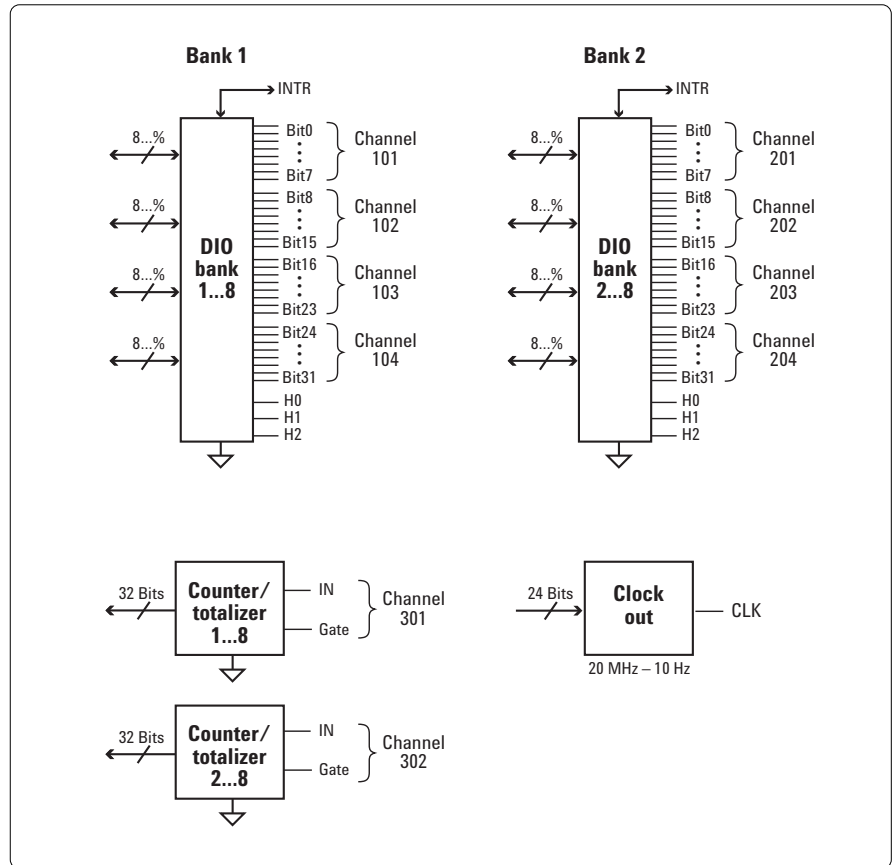 Bank 1
INTR
8...%
8...%
8...%
8...%
DIO
bank
1...8
Bit0
Bit7
Channel
101
Bit8
Bit15
Channel
102
Bit16
Bit23
Channel
103
Bit24
Bit31
Channel
104
H0
H1
H2
Bank 2
INTR
8...%
8...%
8...%
8...%
DIO
bank
2...8
Bit0
Bit7
Channel
201
Bit8
Bit15
Channel
202
Bit16
Bit23
Channel
203
Bit24
Bit31
Channel
204
H0
H1
H2
32 Bits
Counter/
totalizer
1...8
IN
Gate
Channel
301
24 Bits
Clock
out
CLK
20 MHz – 10 Hz
32 Bits
Counter/
totalizer
2...8
IN
Gate
Channel
302